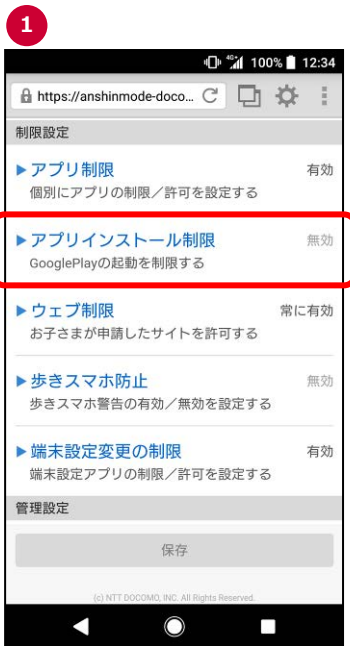 1
4G 100% 12:34
https://anshinmode-doco...
制限設定
▶アプリ制限 有効
個別にアプリの制限／許可を設定する
▶アプリインストール制限 無効
GooglePlayの起動を制限する
▶ウェブ制限 常に有効
お子さまが申請したサイトを許可する
▶歩きスマホ防止 無効
歩きスマホ警告の有効／無効を設定する
▶端末設定変更の制限 有効
端末設定アプリの制限／許可を設定する
管理設定
保存
(c) NTT DOCOMO, INC. All Rights Reserved.